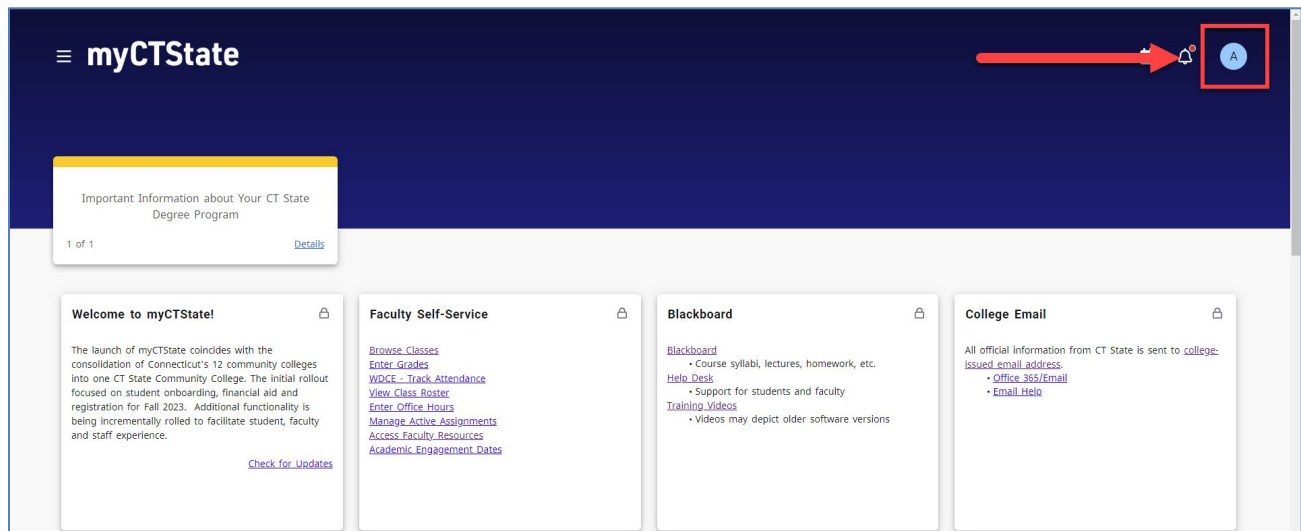 myCTState
A
Important Information about Your CT State
Degree Program
1 of 1
Details
Welcome to myCTState!
The launch of myCTState coincides with the
consolidation of Connecticut's 12 community colleges
into one CT State Community College. The initial rollout
focused on student onboarding, financial aid and
registration for Fall 2023. Additional functionality is
being incrementally rolled to facilitate student, faculty
and staff experience.
Check for Updates
Faculty Self-Service
Browse Classes
Enter Grades
WDCE - Track Attendance
View Class Roster
Enter Office Hours
Manage Active Assignments
Access Faculty Resources
Academic Engagement Dates
Blackboard
Blackboard
• Course syllabi, lectures, homework, etc.
Help Desk
• Support for students and faculty
Training Videos
• Videos may depict older software versions
College Email
All official information from CT State is sent to college-
issued email address.
• Office 365/Email
• Email Help